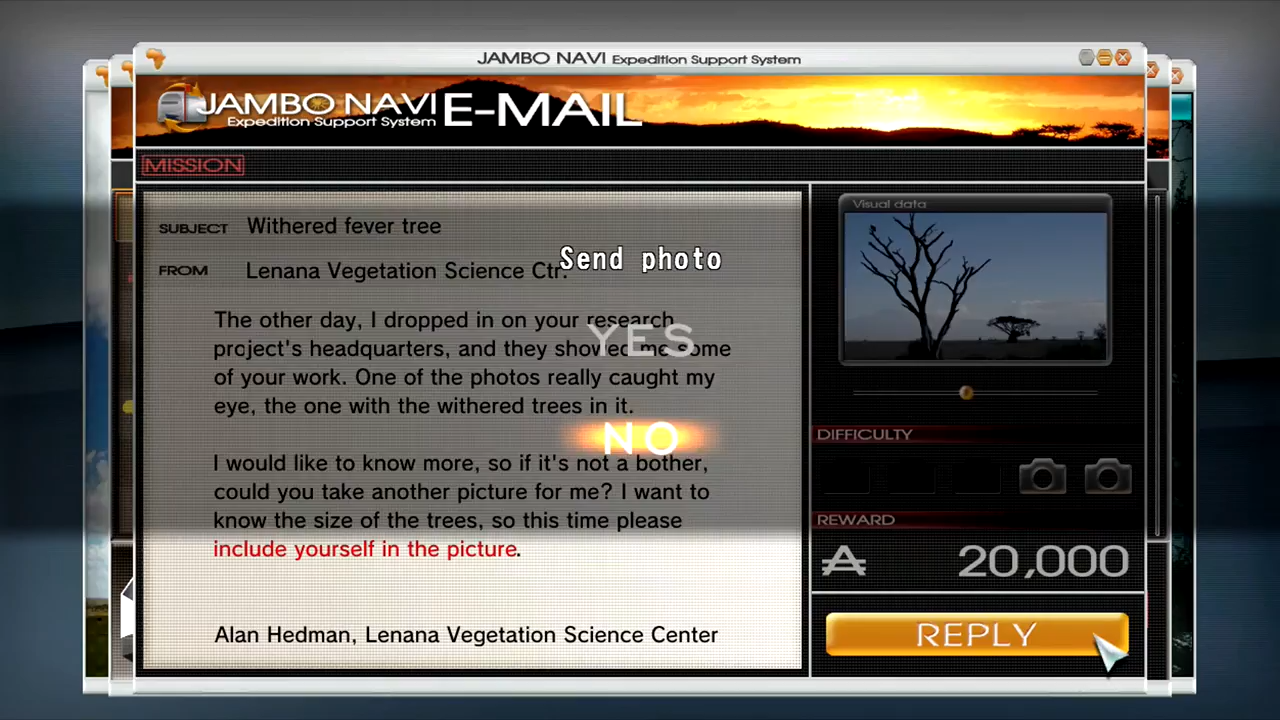 JAMBO NAVI Expedition Support System
JAMBO NAVI E-MAIL
Expedition Support System
MISSION
SUBJECT Withered fever tree
FROM Lenana Vegetation Science Ctr.
Send photo
YES
NO
The other day, I dropped in on your research
project's headquarters, and they showed me some
of your work. One of the photos really caught my
eye, the one with the withered trees in it.
I would like to know more, so if it's not a bother,
could you take another picture for me? I want to
know the size of the trees, so this time please
include yourself in the picture.
Alan Hedman, Lenana Vegetation Science Center
Visual data
DIFFICULTY
REWARD
20,000
REPLY